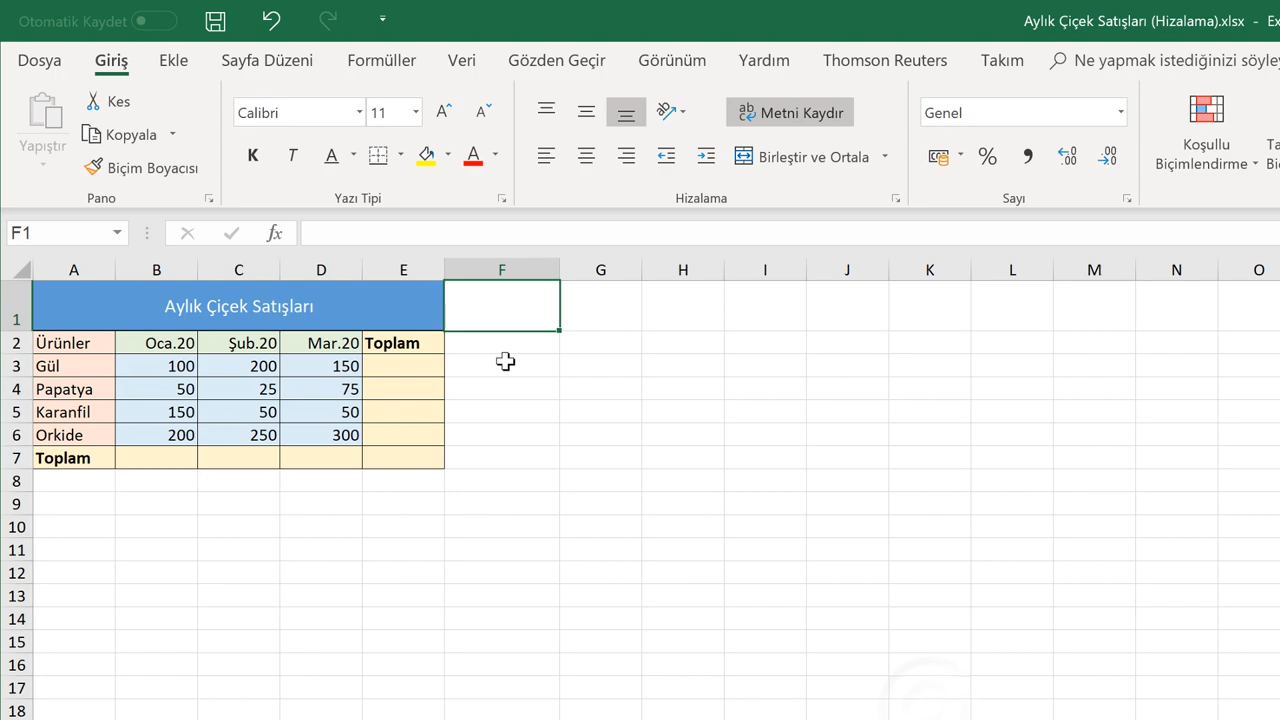 Otomatik Kaydet
Aylık Çiçek Satışları (Hizalama).xlsx - Ex
Dosya Giriş Ekle Sayfa Düzeni Formüller Veri Gözden Geçir Görünüm Yardım Thomson Reuters Takım Ne yapmak istediğinizi söyley
Yapıştır
Kes
Kopyala
Biçim Boyacısı
Pano
Calibri 11
K T A A
Yazı Tipi
Metni Kaydır
Birleştir ve Ortala
Hizalama
Genel
%
Sayı
Koşullu
Biçimlendirme
F1 fx
A B C D E F G H I J K L M N O
1 Aylık Çiçek Satışları
2 Ürünler Oca.20 Şub.20 Mar.20 Toplam
3 Gül 100 200 150
4 Papatya 50 25 75
5 Karanfil 150 50 50
6 Orkide 200 250 300
7 Toplam
8
9
10
11
12
13
14
15
16
17
18